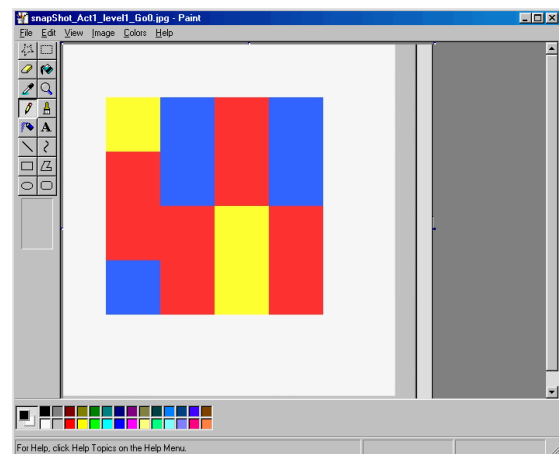 snapShot_Act1_level1_Go0.jpg - Paint
File Edit View Image Colors Help
A
For Help, click Help Topics on the Help Menu.